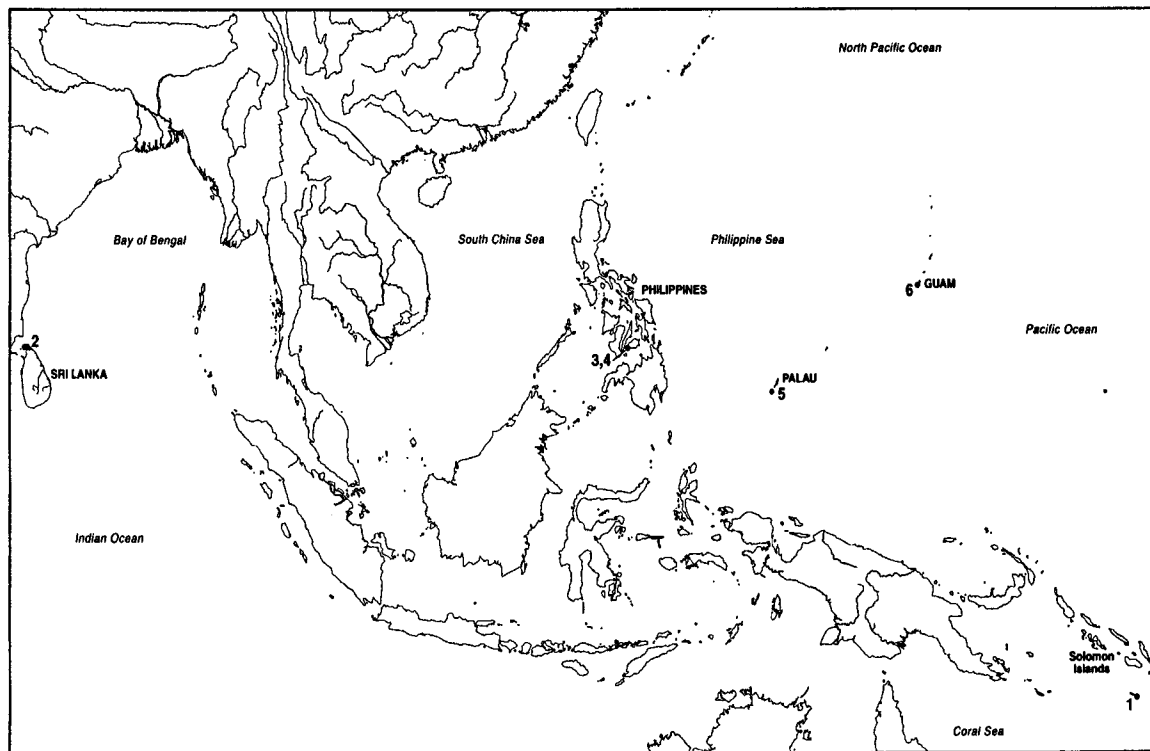 North Pacific Ocean
Bay of Bengal
South China Sea
Philippine Sea
6
GUAM
PHILIPPINES
Pacific Ocean
2
SRI LANKA
3,4
PALAU
5
Indian Ocean
Solomon
Islands
1
Coral Sea